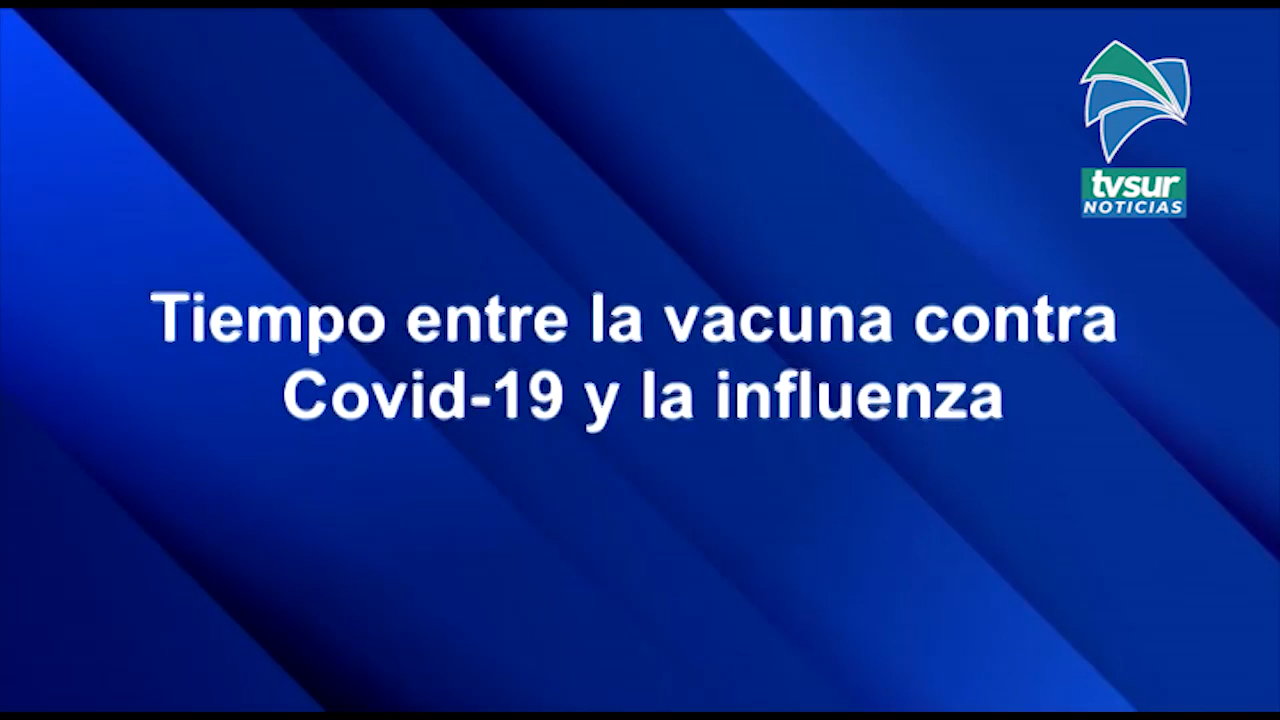 tvsur
NOTICIAS
Tiempo entre la vacuna contra
Covid-19 y la influenza